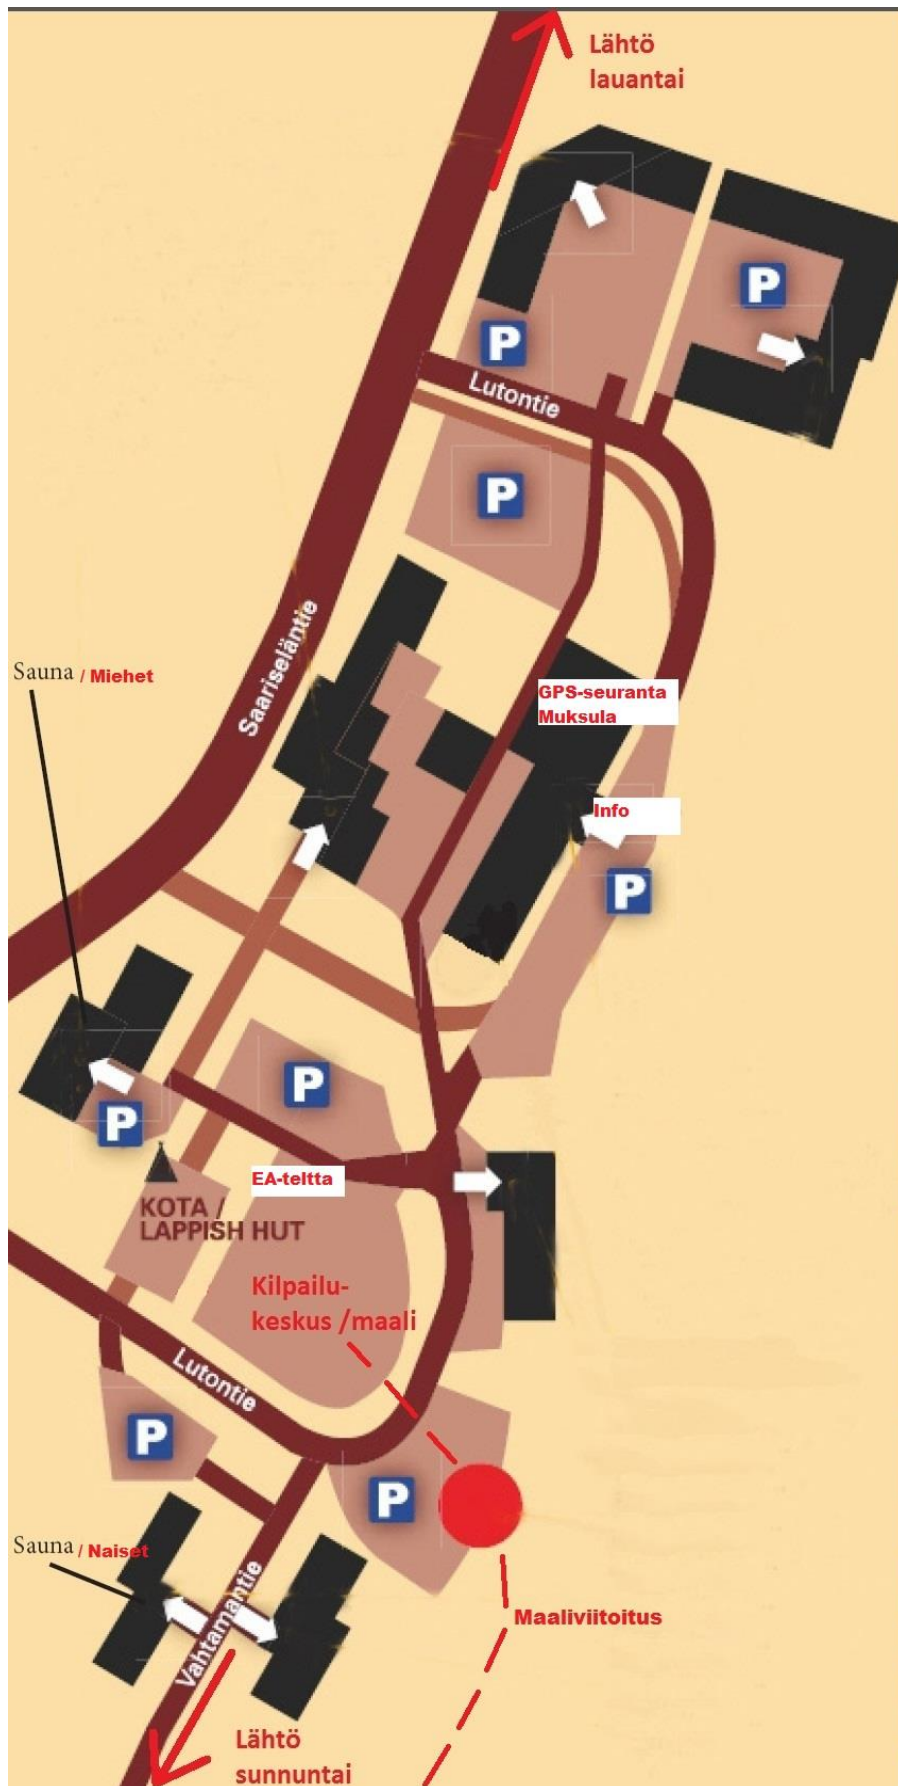 Lähtö
lauantai
P
P
Lutontie
P
Saariseläntie
Sauna / Miehet
GPS-seuranta
Muksula
Info
P
P
P
EA-teltta
KOTA /
LAPPISH HUT
Kilpailu-
keskus /maali
Lutontie
P
P
Sauna / Naiset
Maaliviitoitus
Vahtamantie
Lähtö
sunnuntai